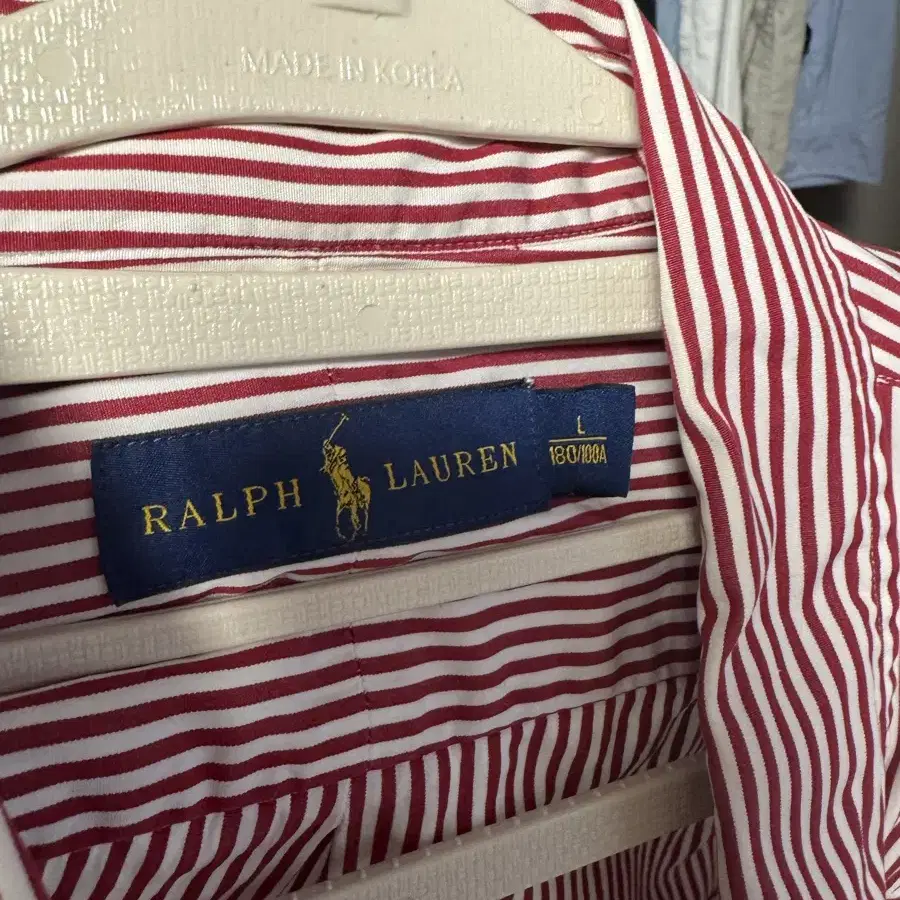 MADE IN KOREA
RALPH LAUREN
L
180/100A